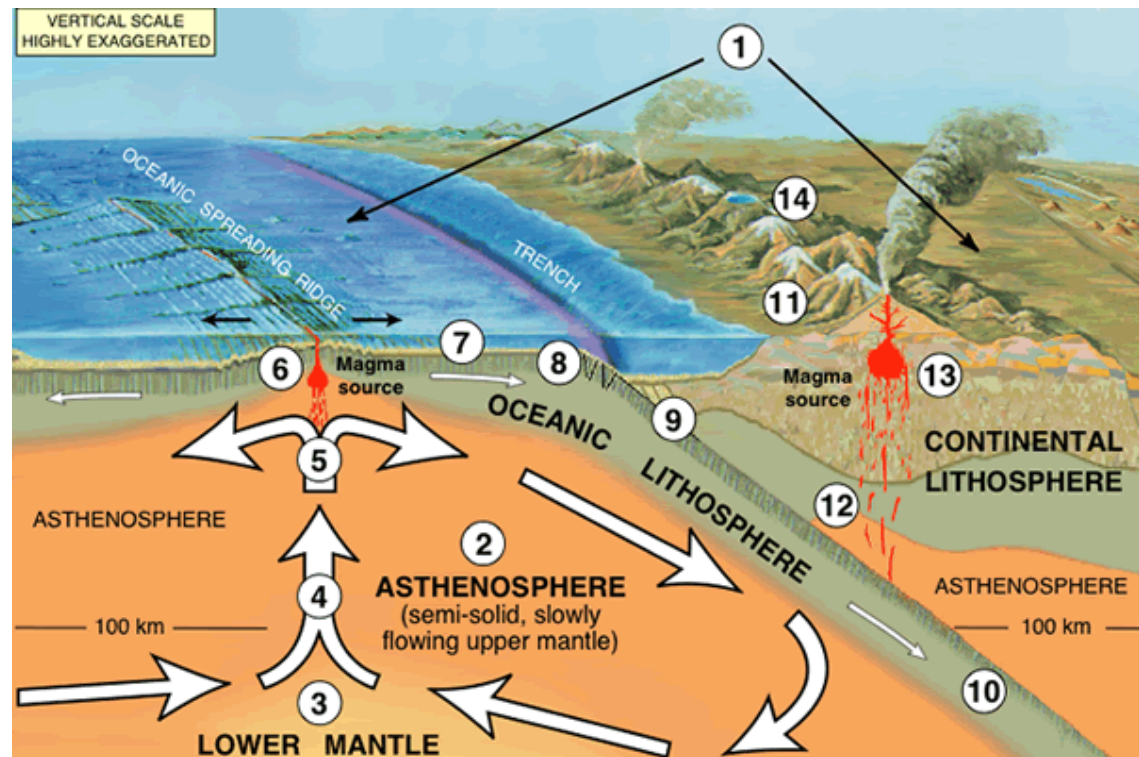 VERTICAL SCALE
HIGHLY EXAGGERATED
1
OCEANIC SPREADING RIDGE
TRENCH
14
11
6
Magma
source
7
8
9
Magma
source
13
OCEANIC LITHOSPHERE
CONTINENTAL
LITHOSPHERE
5
12
ASTHENOSPHERE
2
ASTHENOSPHERE
(semi-solid, slowly
flowing upper mantle)
4
ASTHENOSPHERE
100 km
100 km
3
LOWER MANTLE
10